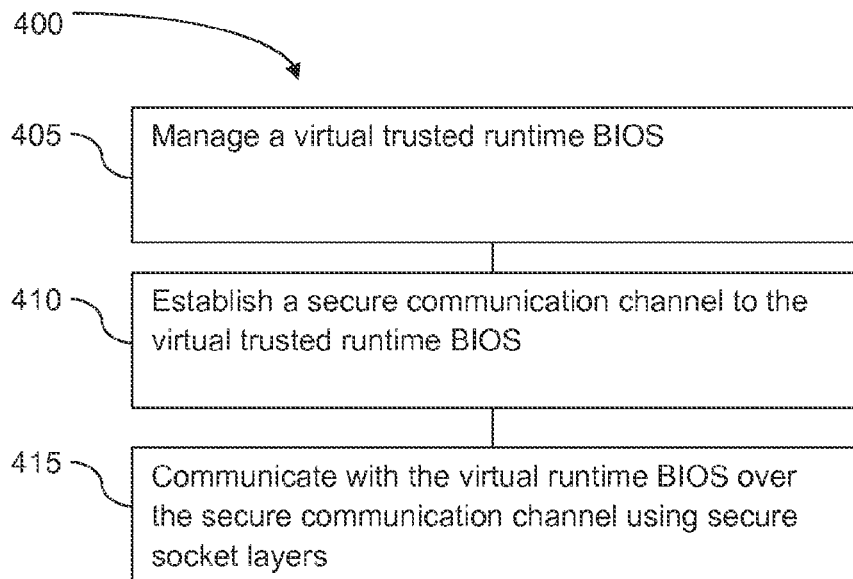 400
405
Manage a virtual trusted runtime BIOS
410
Establish a secure communication channel to the
virtual trusted runtime BIOS
415
Communicate with the virtual runtime BIOS over
the secure communication channel using secure
socket layers